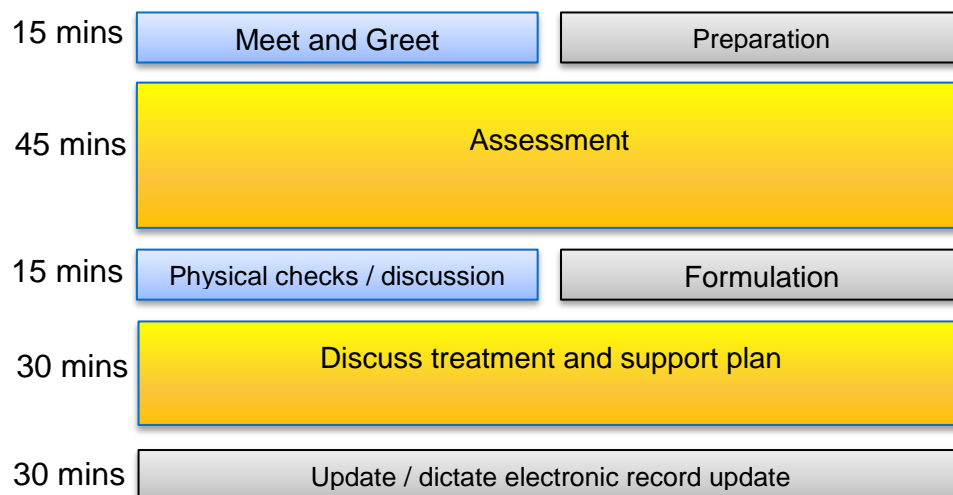 15 mins Meet and Greet Preparation
45 mins Assessment
15 mins Physical checks / discussion Formulation
30 mins Discuss treatment and support plan
30 mins Update / dictate electronic record update